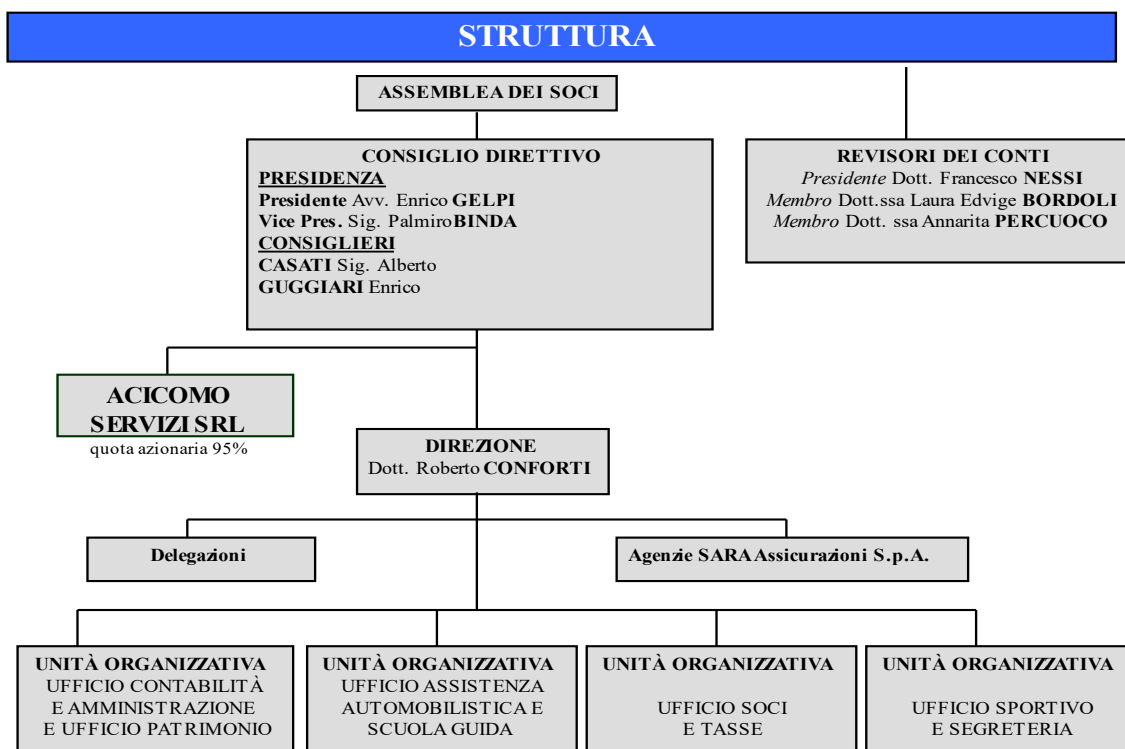 STRUTTURA
ASSEMBLEA DEI SOCI
CONSIGLIO DIRETTIVO
PRESIDENZA
Presidente Avv. Enrico GELPI
Vice Pres. Sig. Palmiro BINDA
CONSIGLIERI
CASATI Sig. Alberto
GUGGIARI Enrico
REVISORI DEI CONTI
Presidente Dott. Francesco NESSI
Membro Dott.ssa Laura Edvige BORDOLI
Membro Dott. ssa Annarita PERCUOCO
ACICOMO
SERVIZI SRL
quota azionaria 95%
DIREZIONE
Dott. Roberto CONFORTI
Delegazioni
Agenzie SARA Assicurazioni S.p.A.
UNITÀ ORGANIZZATIVA
UFFICIO CONTABILITÀ
E AMMINISTRAZIONE
E UFFICIO PATRIMONIO
UNITÀ ORGANIZZATIVA
UFFICIO ASSISTENZA
AUTOMOBILISTICA E
SCUOLA GUIDA
UNITÀ ORGANIZZATIVA
UFFICIO SOCI
E TASSE
UNITÀ ORGANIZZATIVA
UFFICIO SPORTIVO
E SEGRETERIA